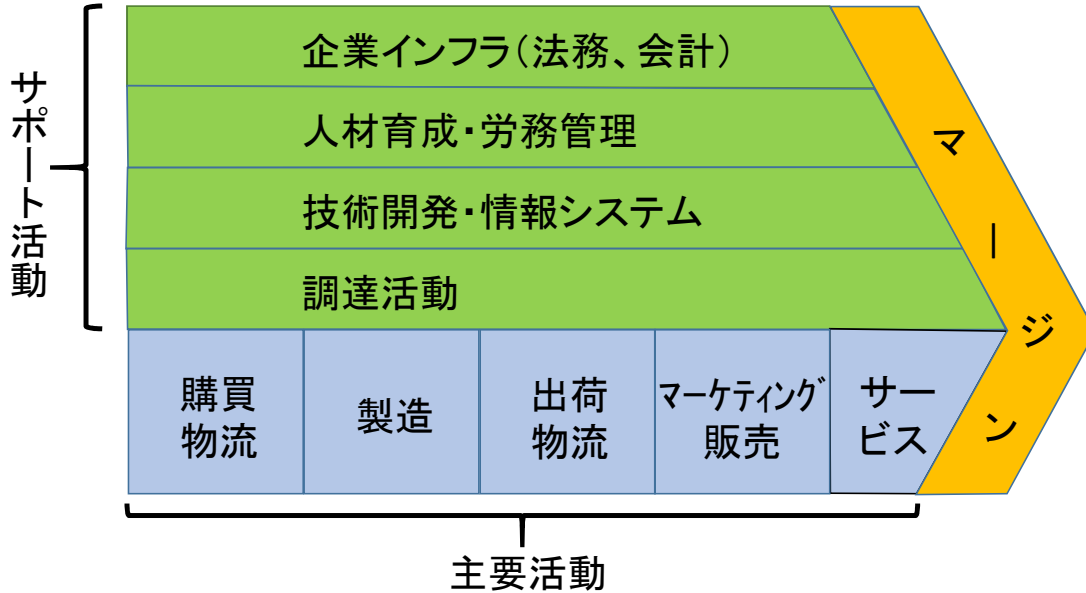 サポート活動
企業インフラ（法務、会計）
人材育成・労務管理
技術開発・情報システム
調達活動
マージン
購買
物流
製造
出荷
物流
マーケティング
販売
サー
ビス
主要活動